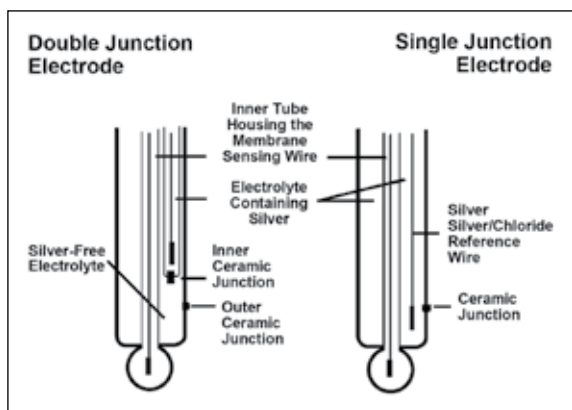 Double Junction
Electrode
Single Junction
Electrode
Inner Tube
Housing the
Membrane
Sensing Wire
Electrolyte
Containing
Silver
Silver-Free
Electrolyte
Inner
Ceramic
Junction
Outer
Ceramic
Junction
Silver
Silver/Chloride
Reference
Wire
Ceramic
Junction